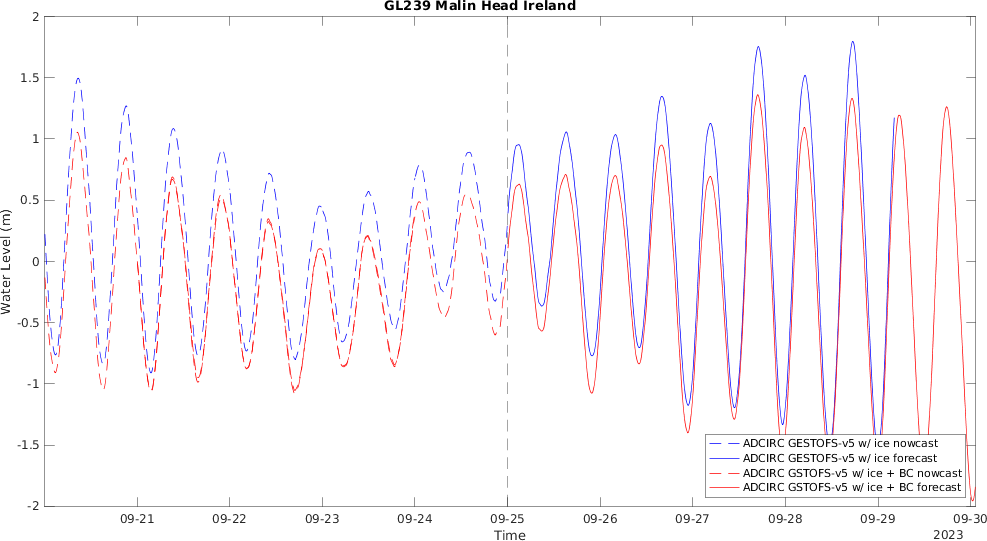 GL239 Malin Head Ireland
2
1.5
1
0.5
0
-0.5
-1
-1.5
-2
Water Level (m)
ADCIRC GESTOFS-v5 w/ ice nowcast
ADCIRC GESTOFS-v5 w/ ice forecast
ADCIRC GSTOFS-v5 w/ ice + BC nowcast
ADCIRC GSTOFS-v5 w/ ice + BC forecast
09-21 09-22 09-23 09-24 09-25 09-26 09-27 09-28 09-29 09-30
Time
2023